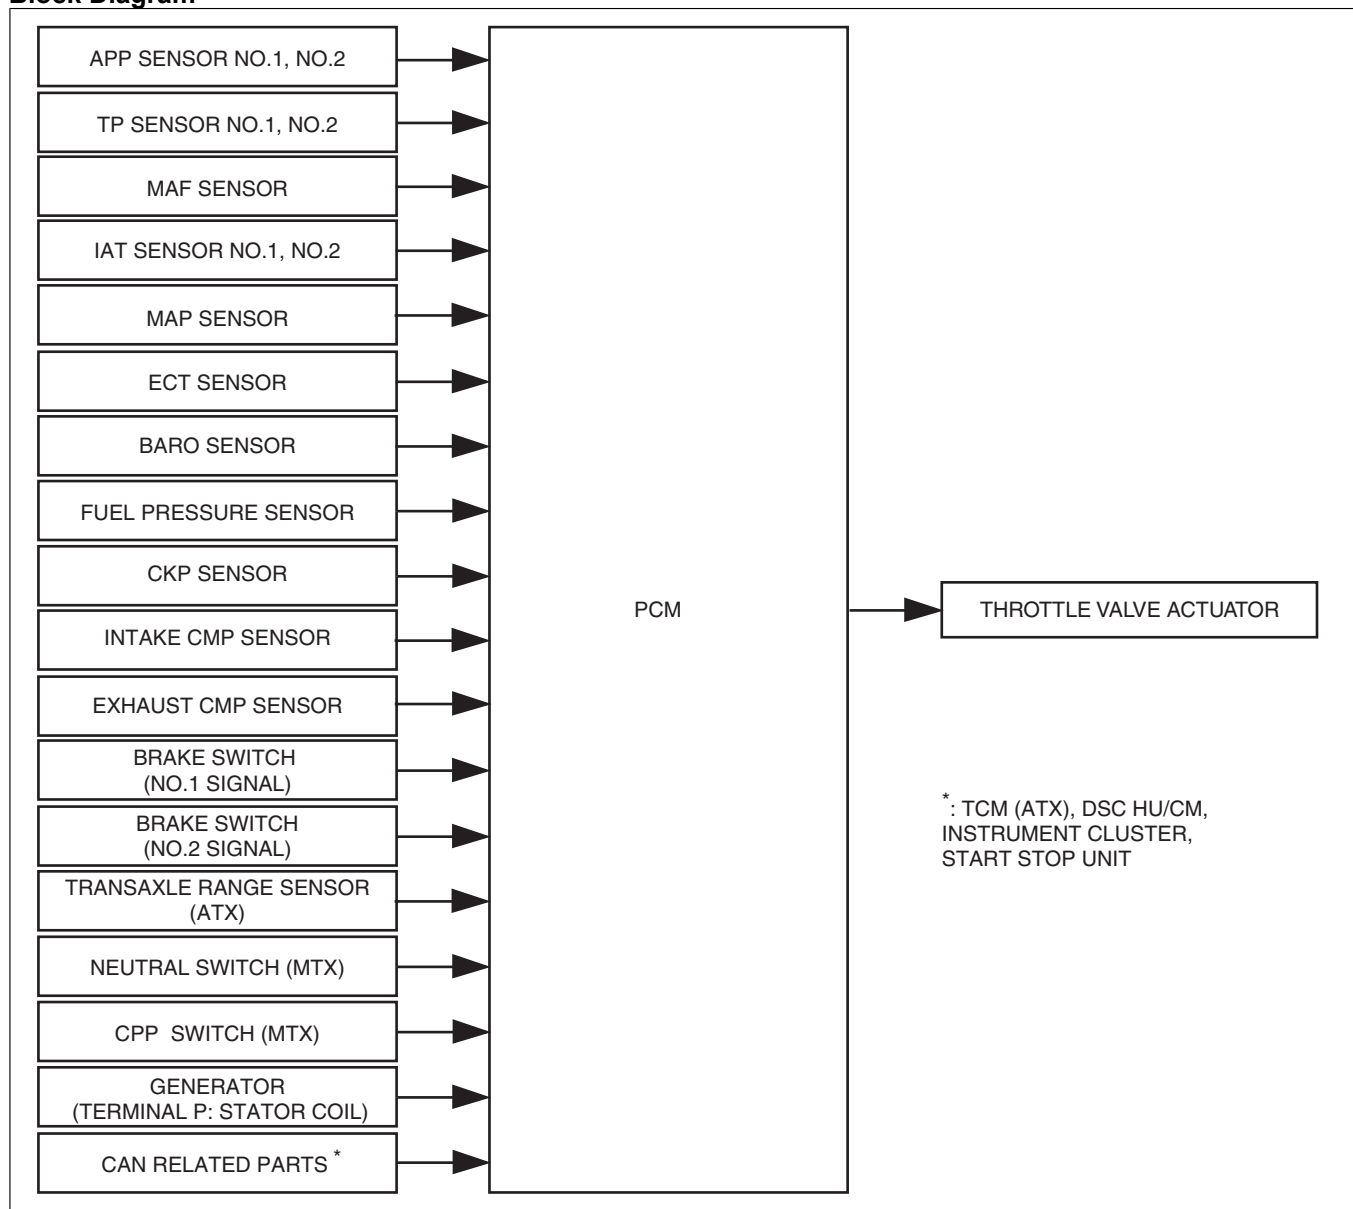 Block Diagram
APP SENSOR NO.1, NO.2
TP SENSOR NO.1, NO.2
MAF SENSOR
IAT SENSOR NO.1, NO.2
MAP SENSOR
ECT SENSOR
BARO SENSOR
FUEL PRESSURE SENSOR
CKP SENSOR
INTAKE CMP SENSOR
EXHAUST CMP SENSOR
BRAKE SWITCH
(NO.1 SIGNAL)
BRAKE SWITCH
(NO.2 SIGNAL)
TRANSAXLE RANGE SENSOR
(ATX)
NEUTRAL SWITCH (MTX)
CPP SWITCH (MTX)
GENERATOR
(TERMINAL P: STATOR COIL)
CAN RELATED PARTS *
PCM
THROTTLE VALVE ACTUATOR
*: TCM (ATX), DSC HU/CM,
INSTRUMENT CLUSTER,
START STOP UNIT